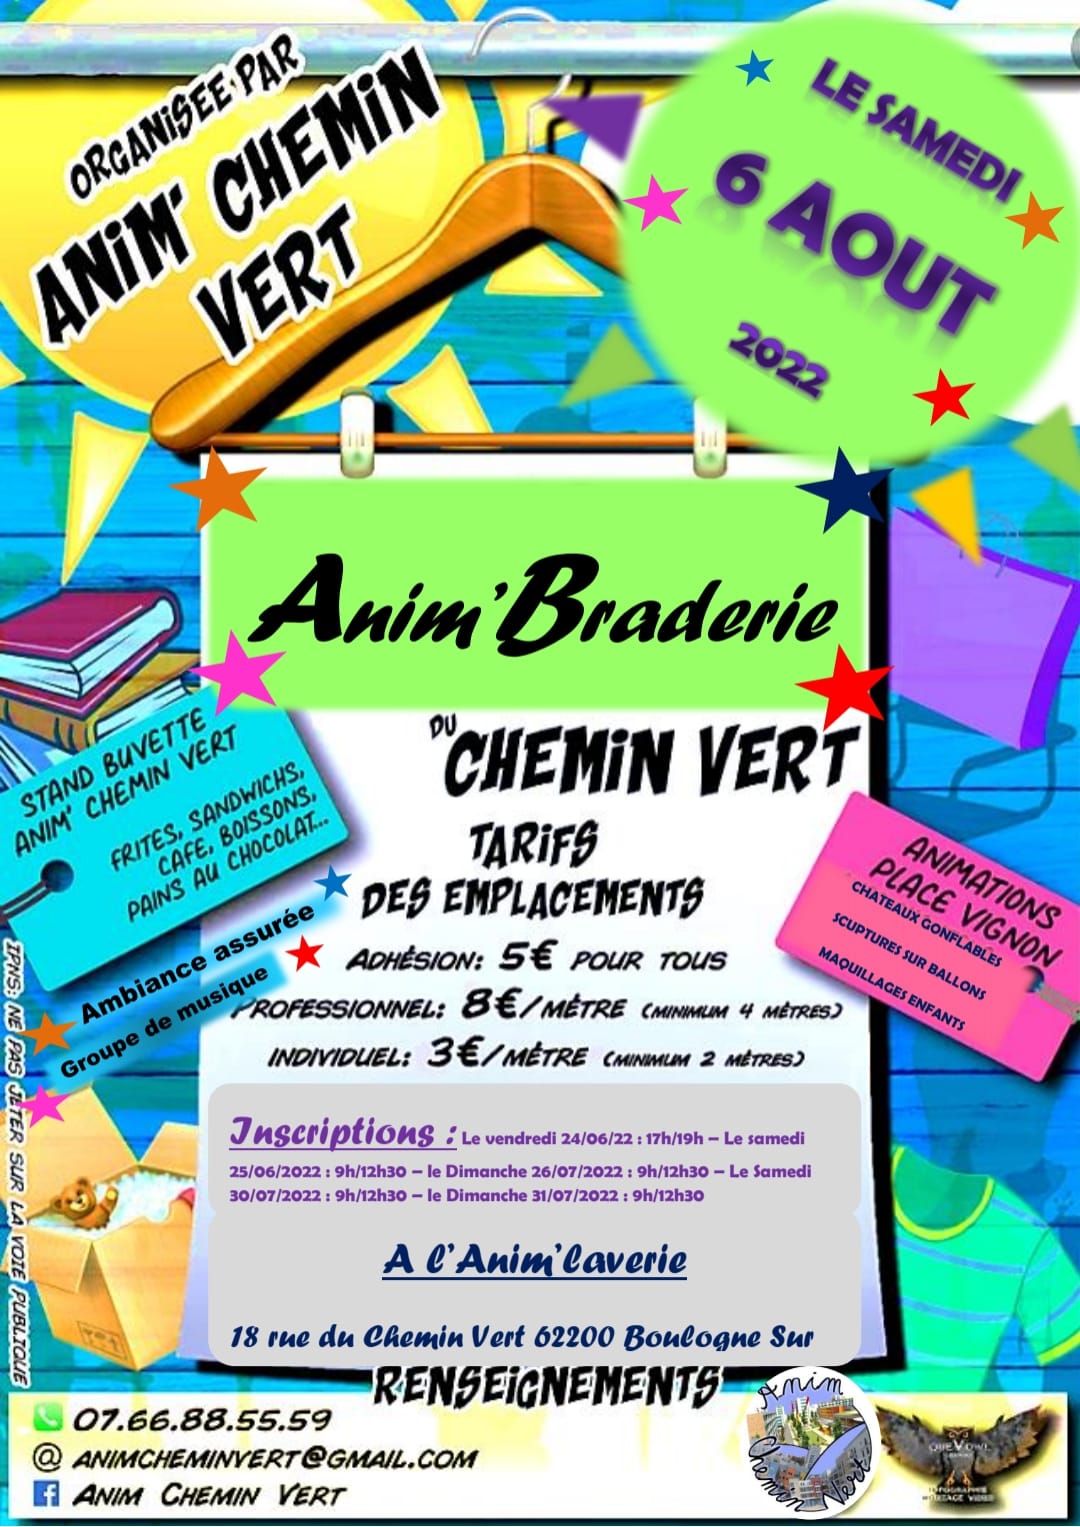 ORGANISEE PAR
ANIM' CHEMIN
VERT
LE SAMEDI
6 AOUT
2022
Anim'Braderie
DU
CHEMIN VERT
STAND BUVETTE
ANIM' CHEMIN VERT
FRITES, SANDWICHS,
CAFE, BOISSONS,
PAINS AU CHOCOLAT...
Ambiance assurée
Groupe de musique
TARIFS
DES EMPLACEMENTS
ADHÉSION: 5€ POUR TOUS
PROFESSIONNEL: 8€/MÈTRE (MINIMUM 4 MÈTRES)
INDIVIDUEL: 3€/MÈTRE (MINIMUM 2 MÈTRES)
ANIMATIONS
PLACE VIGNON
CHATEAUX GONFLABLES
SCUPTURES SUR BALLONS
MAQUILLAGES ENFANTS
Inscriptions : Le vendredi 24/06/22 : 17h/19h – Le samedi
25/06/2022 : 9h/12h30 – le Dimanche 26/07/2022 : 9h/12h30 – Le Samedi
30/07/2022 : 9h/12h30 – le Dimanche 31/07/2022 : 9h/12h30
A l'Anim'laverie
18 rue du Chemin Vert 62200 Boulogne Sur
RENSEIGNEMENTS
07.66.88.55.59
@ ANIMCHEMINVERT@GMAIL.COM
ANIM CHEMIN VERT
IPNS: NE PAS JETER SUR LA VOIE PUBLIQUE
Anim
Chemin Vert